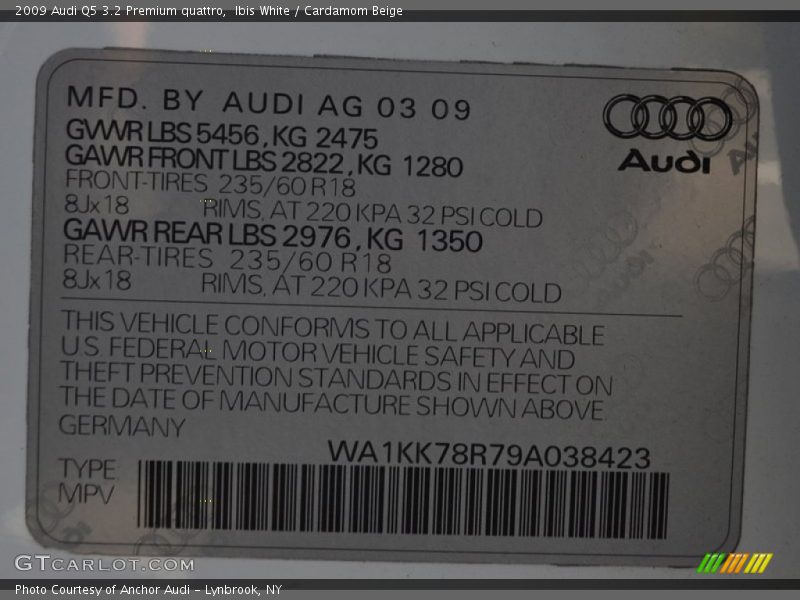 2009 Audi Q5 3.2 Premium quattro,  Ibis White / Cardamom Beige
MFD. BY AUDI AG 03 09
GVWR LBS 5456, KG 2475
GAWR FRONT LBS 2822, KG 1280
FRONT-TIRES 235/60 R18
8Jx18 RIMS, AT 220 KPA 32 PSI COLD
GAWR REAR LBS 2976, KG 1350
REAR-TIRES 235/60 R18
8Jx18 RIMS, AT 220 KPA 32 PSI COLD
Audi
THIS VEHICLE CONFORMS TO ALL APPLICABLE
U.S. FEDERAL MOTOR VEHICLE SAFETY AND
THEFT PREVENTION STANDARDS IN EFFECT ON
THE DATE OF MANUFACTURE SHOWN ABOVE
GERMANY
WA1KK78R79A038423
TYPE
MPV
GTCARLOT.COM
Photo Courtesy of Anchor Audi – Lynbrook, NY